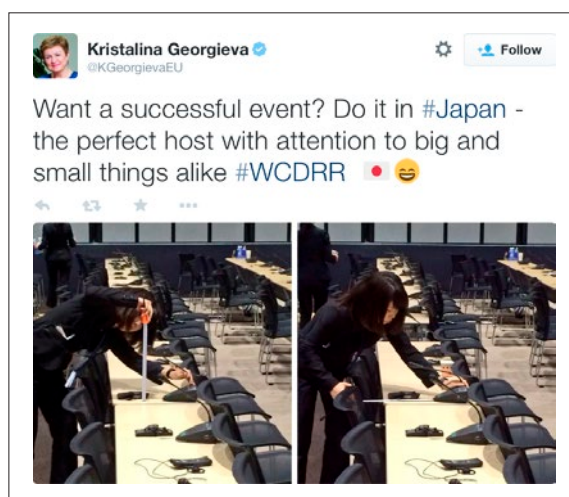 Kristalina Georgieva
@KGeorgievaEU
Follow
Want a successful event? Do it in #Japan -
the perfect host with attention to big and
small things alike #WCDRR 🇯🇵😄